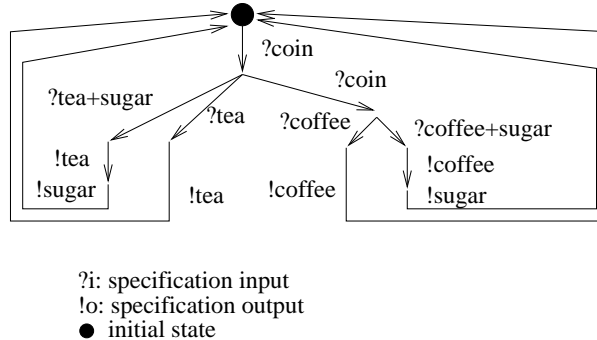 ?coin
?coin
?tea+sugar
?tea
?coffee
?coffee+sugar
!tea
!coffee
!sugar
!tea
!coffee
!sugar
?i: specification input
!o: specification output
initial state